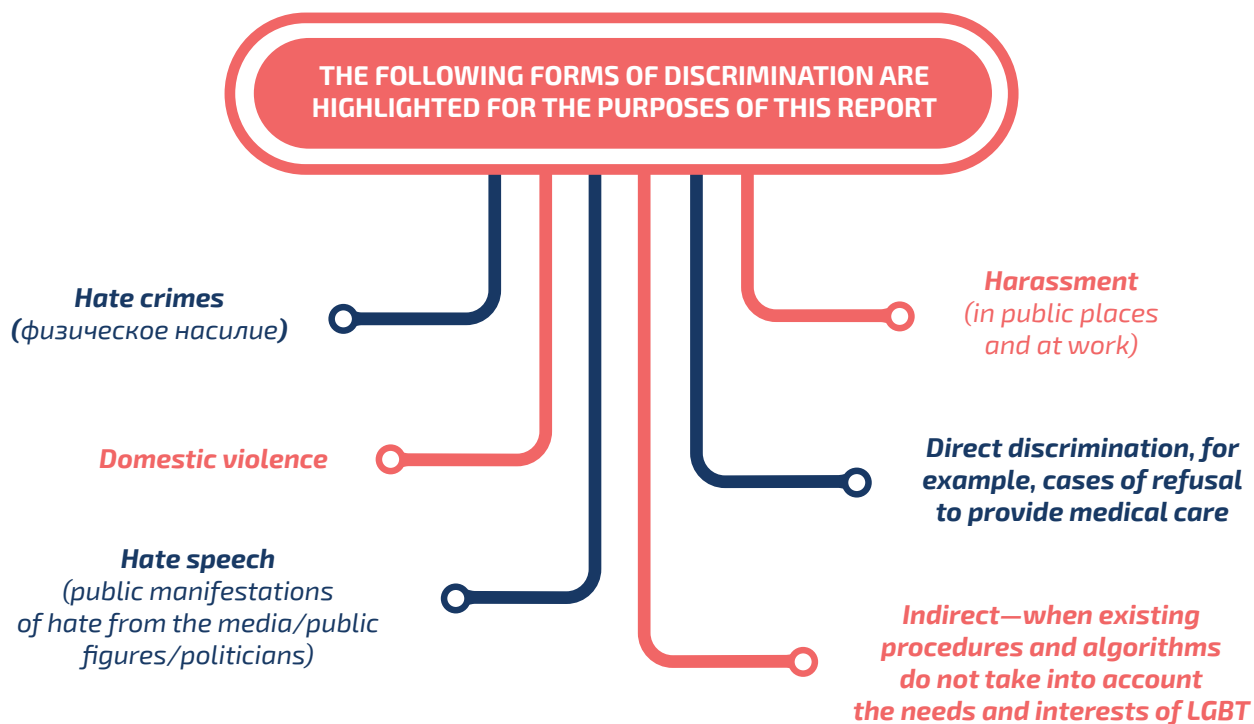 THE FOLLOWING FORMS OF DISCRIMINATION ARE
HIGHLIGHTED FOR THE PURPOSES OF THIS REPORT
Hate crimes
(физическое насилие)
Domestic violence
Hate speech
(public manifestations
of hate from the media/public
figures/politicians)
Harassment
(in public places
and at work)
Direct discrimination, for
example, cases of refusal
to provide medical care
Indirect—when existing
procedures and algorithms
do not take into account
the needs and interests of LGBT